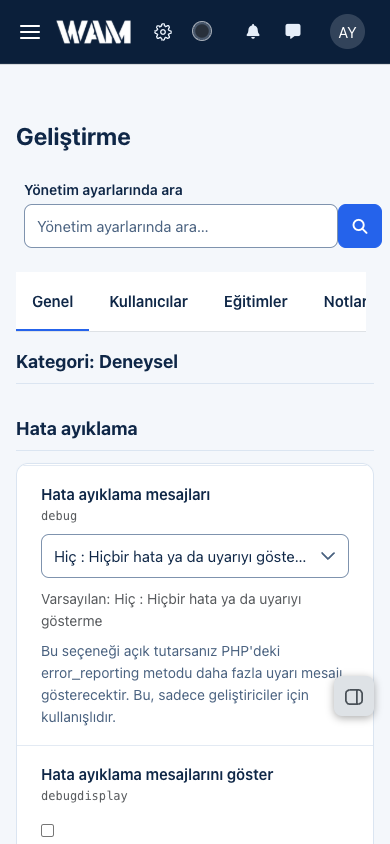 WAM
AY
Geliştirme
Yönetim ayarlarında ara
Yönetim ayarlarında ara...
Genel Kullanıcılar Eğitimler Notlar
Kategori: Deneysel
Hata ayıklama
Hata ayıklama mesajları
debug
Hiç : Hiçbir hata ya da uyarıyı göste...
Varsayılan: Hiç : Hiçbir hata ya da uyarıyı
gösterme
Bu seçeneği açık tutarsanız PHP'deki
error_reporting metodu daha fazla uyarı mesajı
gösterecektir. Bu, sadece geliştiriciler için
kullanışlıdır.
Hata ayıklama mesajlarını göster
debugdisplay